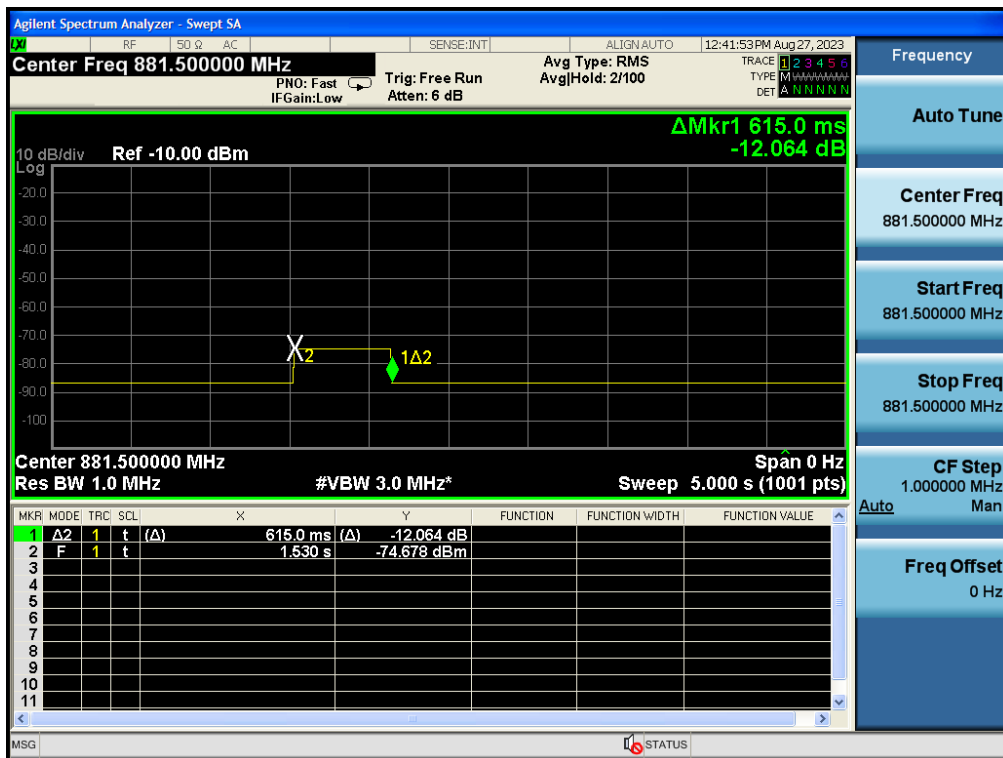 Agilent Spectrum Analyzer - Swept SA
LXI RF 50 Ω AC SENSE:INT ALIGN AUTO 12:41:53 PM Aug 27, 2023
Center Freq 881.500000 MHz
PNO: Fast
IFGain:Low
Trig: Free Run
Atten: 6 dB
Avg Type: RMS
Avg|Hold: 2/100
TRACE 1 2 3 4 5 6
TYPE M WWWWW
DET A N N N N N
ΔMkr1 615.0 ms
-12.064 dB
10 dB/div Ref -10.00 dBm
Log
-20.0
-30.0
-40.0
-50.0
-60.0
-70.0
-80.0
-90.0
-100
2
1Δ2
Center 881.500000 MHz Span 0 Hz
Res BW 1.0 MHz #VBW 3.0 MHz* Sweep 5.000 s (1001 pts)
MKR MODE TRC SCL X Y FUNCTION FUNCTION WIDTH FUNCTION VALUE
1 Δ2 1 t (Δ) 615.0 ms (Δ) -12.064 dB
2 F 1 t 1.530 s -74.678 dBm
3
4
5
6
7
8
9
10
11
MSG STATUS
Frequency
Auto Tune
Center Freq
881.500000 MHz
Start Freq
881.500000 MHz
Stop Freq
881.500000 MHz
CF Step
1.000000 MHz
Auto Man
Freq Offset
0 Hz